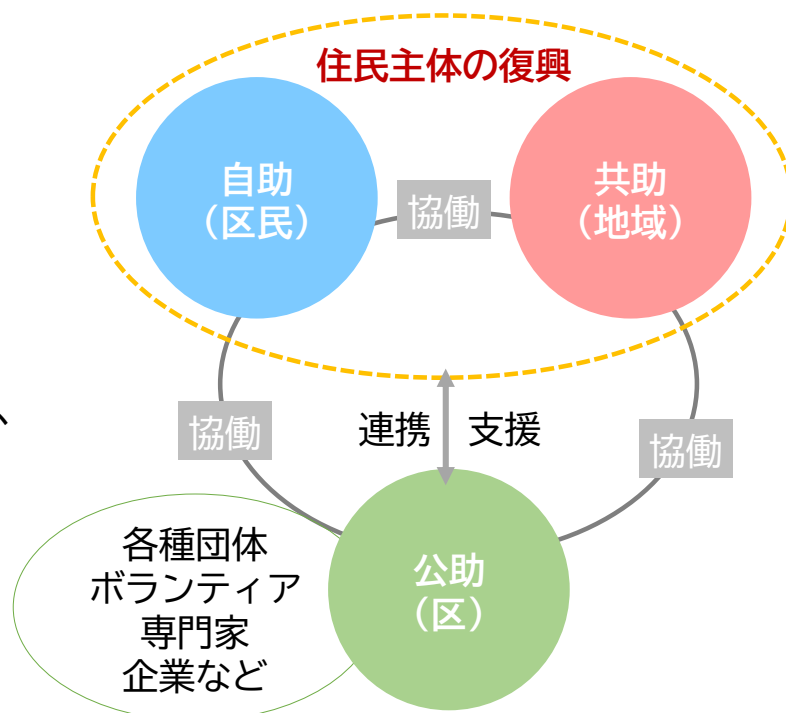 住民主体の復興
自助
（区民）
共助
（地域）
協働
、
協働
連携
支援
協働
各種団体
ボランティア
専門家
企業など
公助
（区）